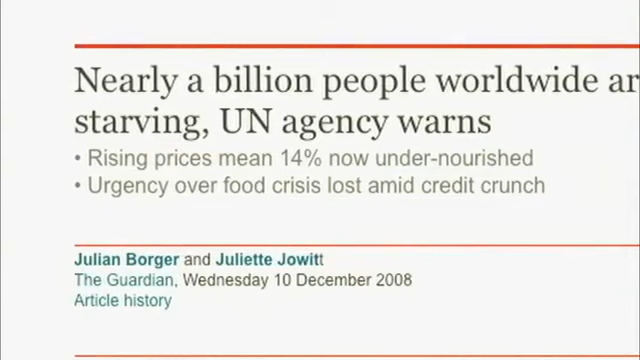 Nearly a billion people worldwide ar
starving, UN agency warns
• Rising prices mean 14% now under-nourished
• Urgency over food crisis lost amid credit crunch
Julian Borger and Juliette Jowitt
The Guardian, Wednesday 10 December 2008
Article history